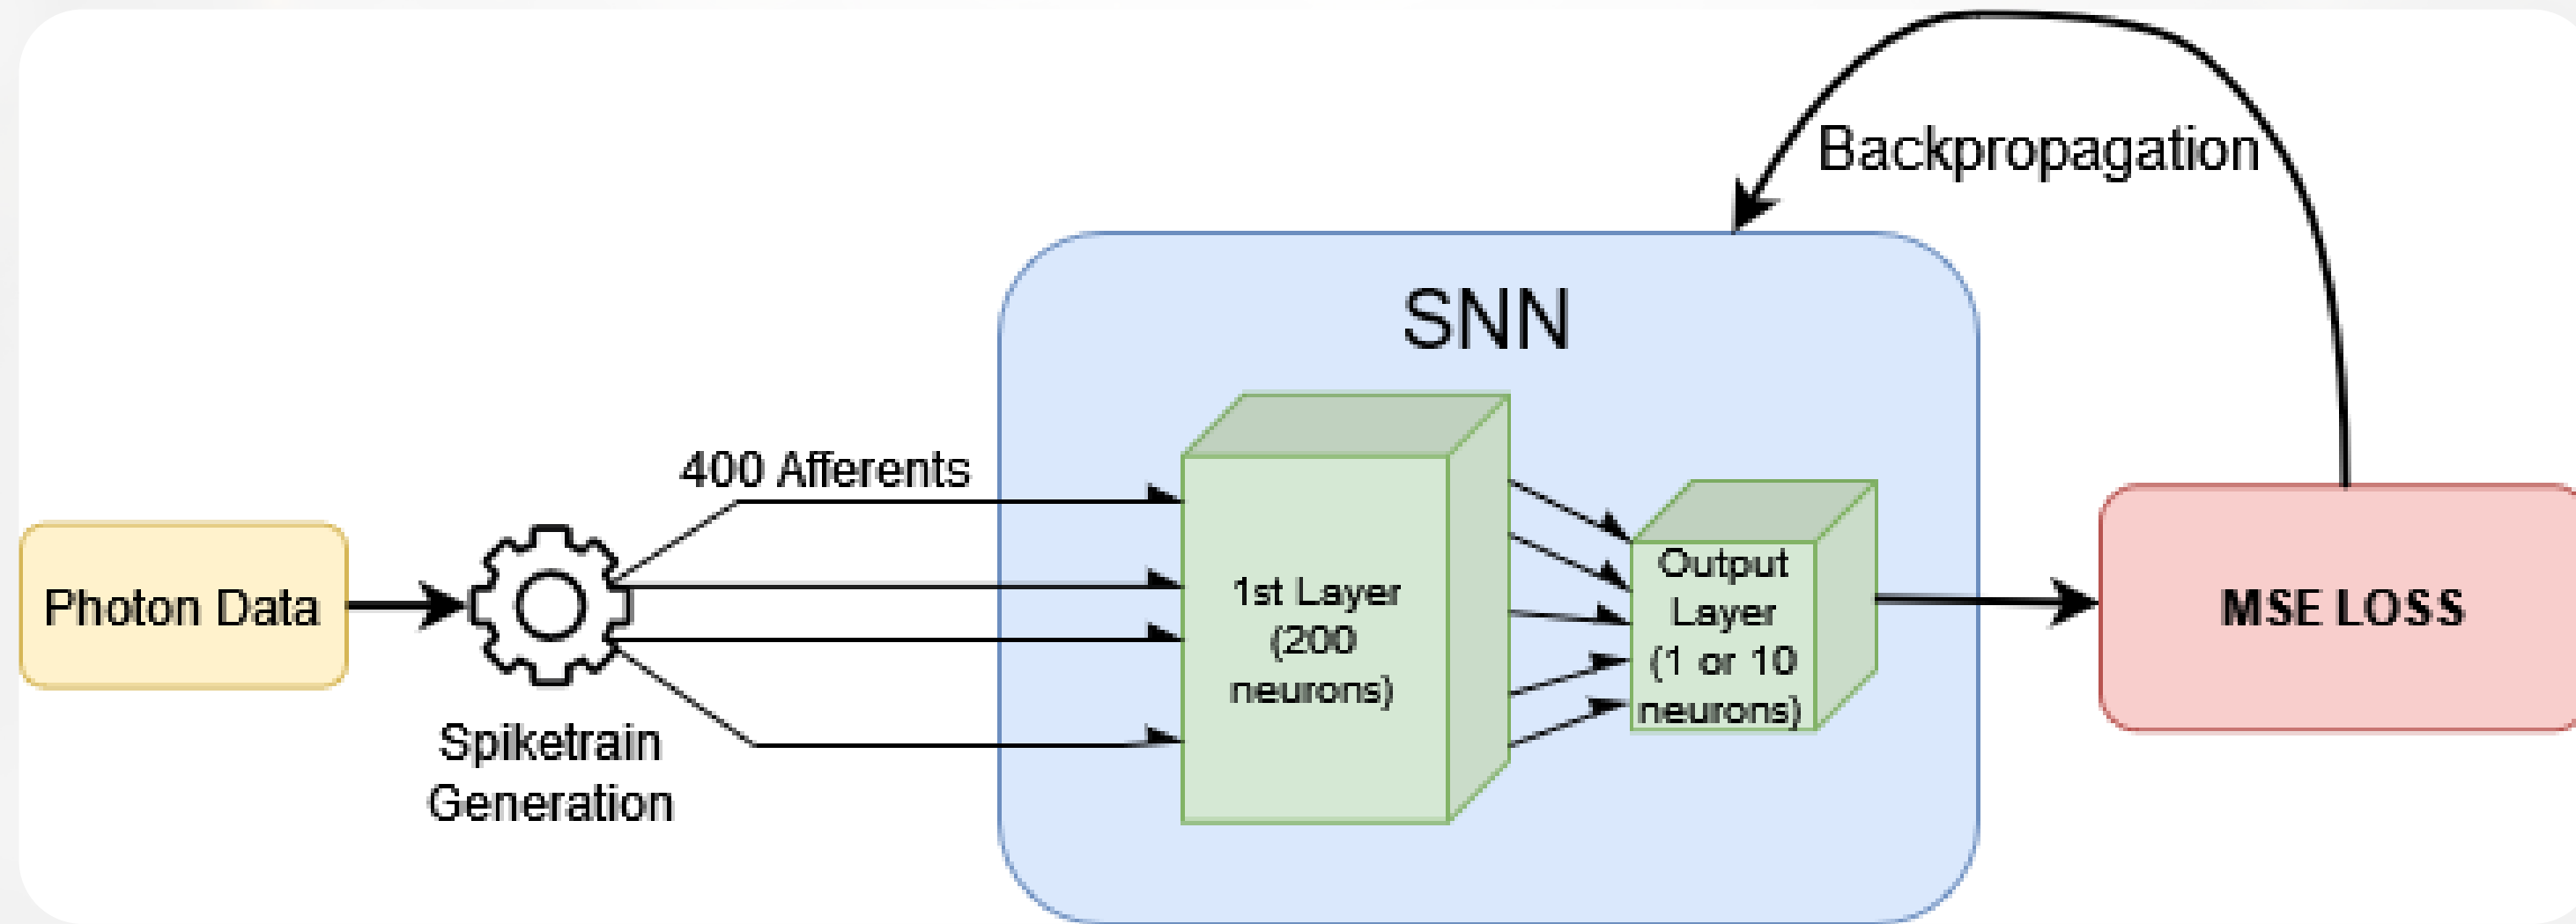 Backpropagation
SNN
400 Afferents
Photon Data
Spiketrain
Generation
1st Layer
(200
neurons)
Output
Layer
(1 or 10
neurons)
MSE LOSS